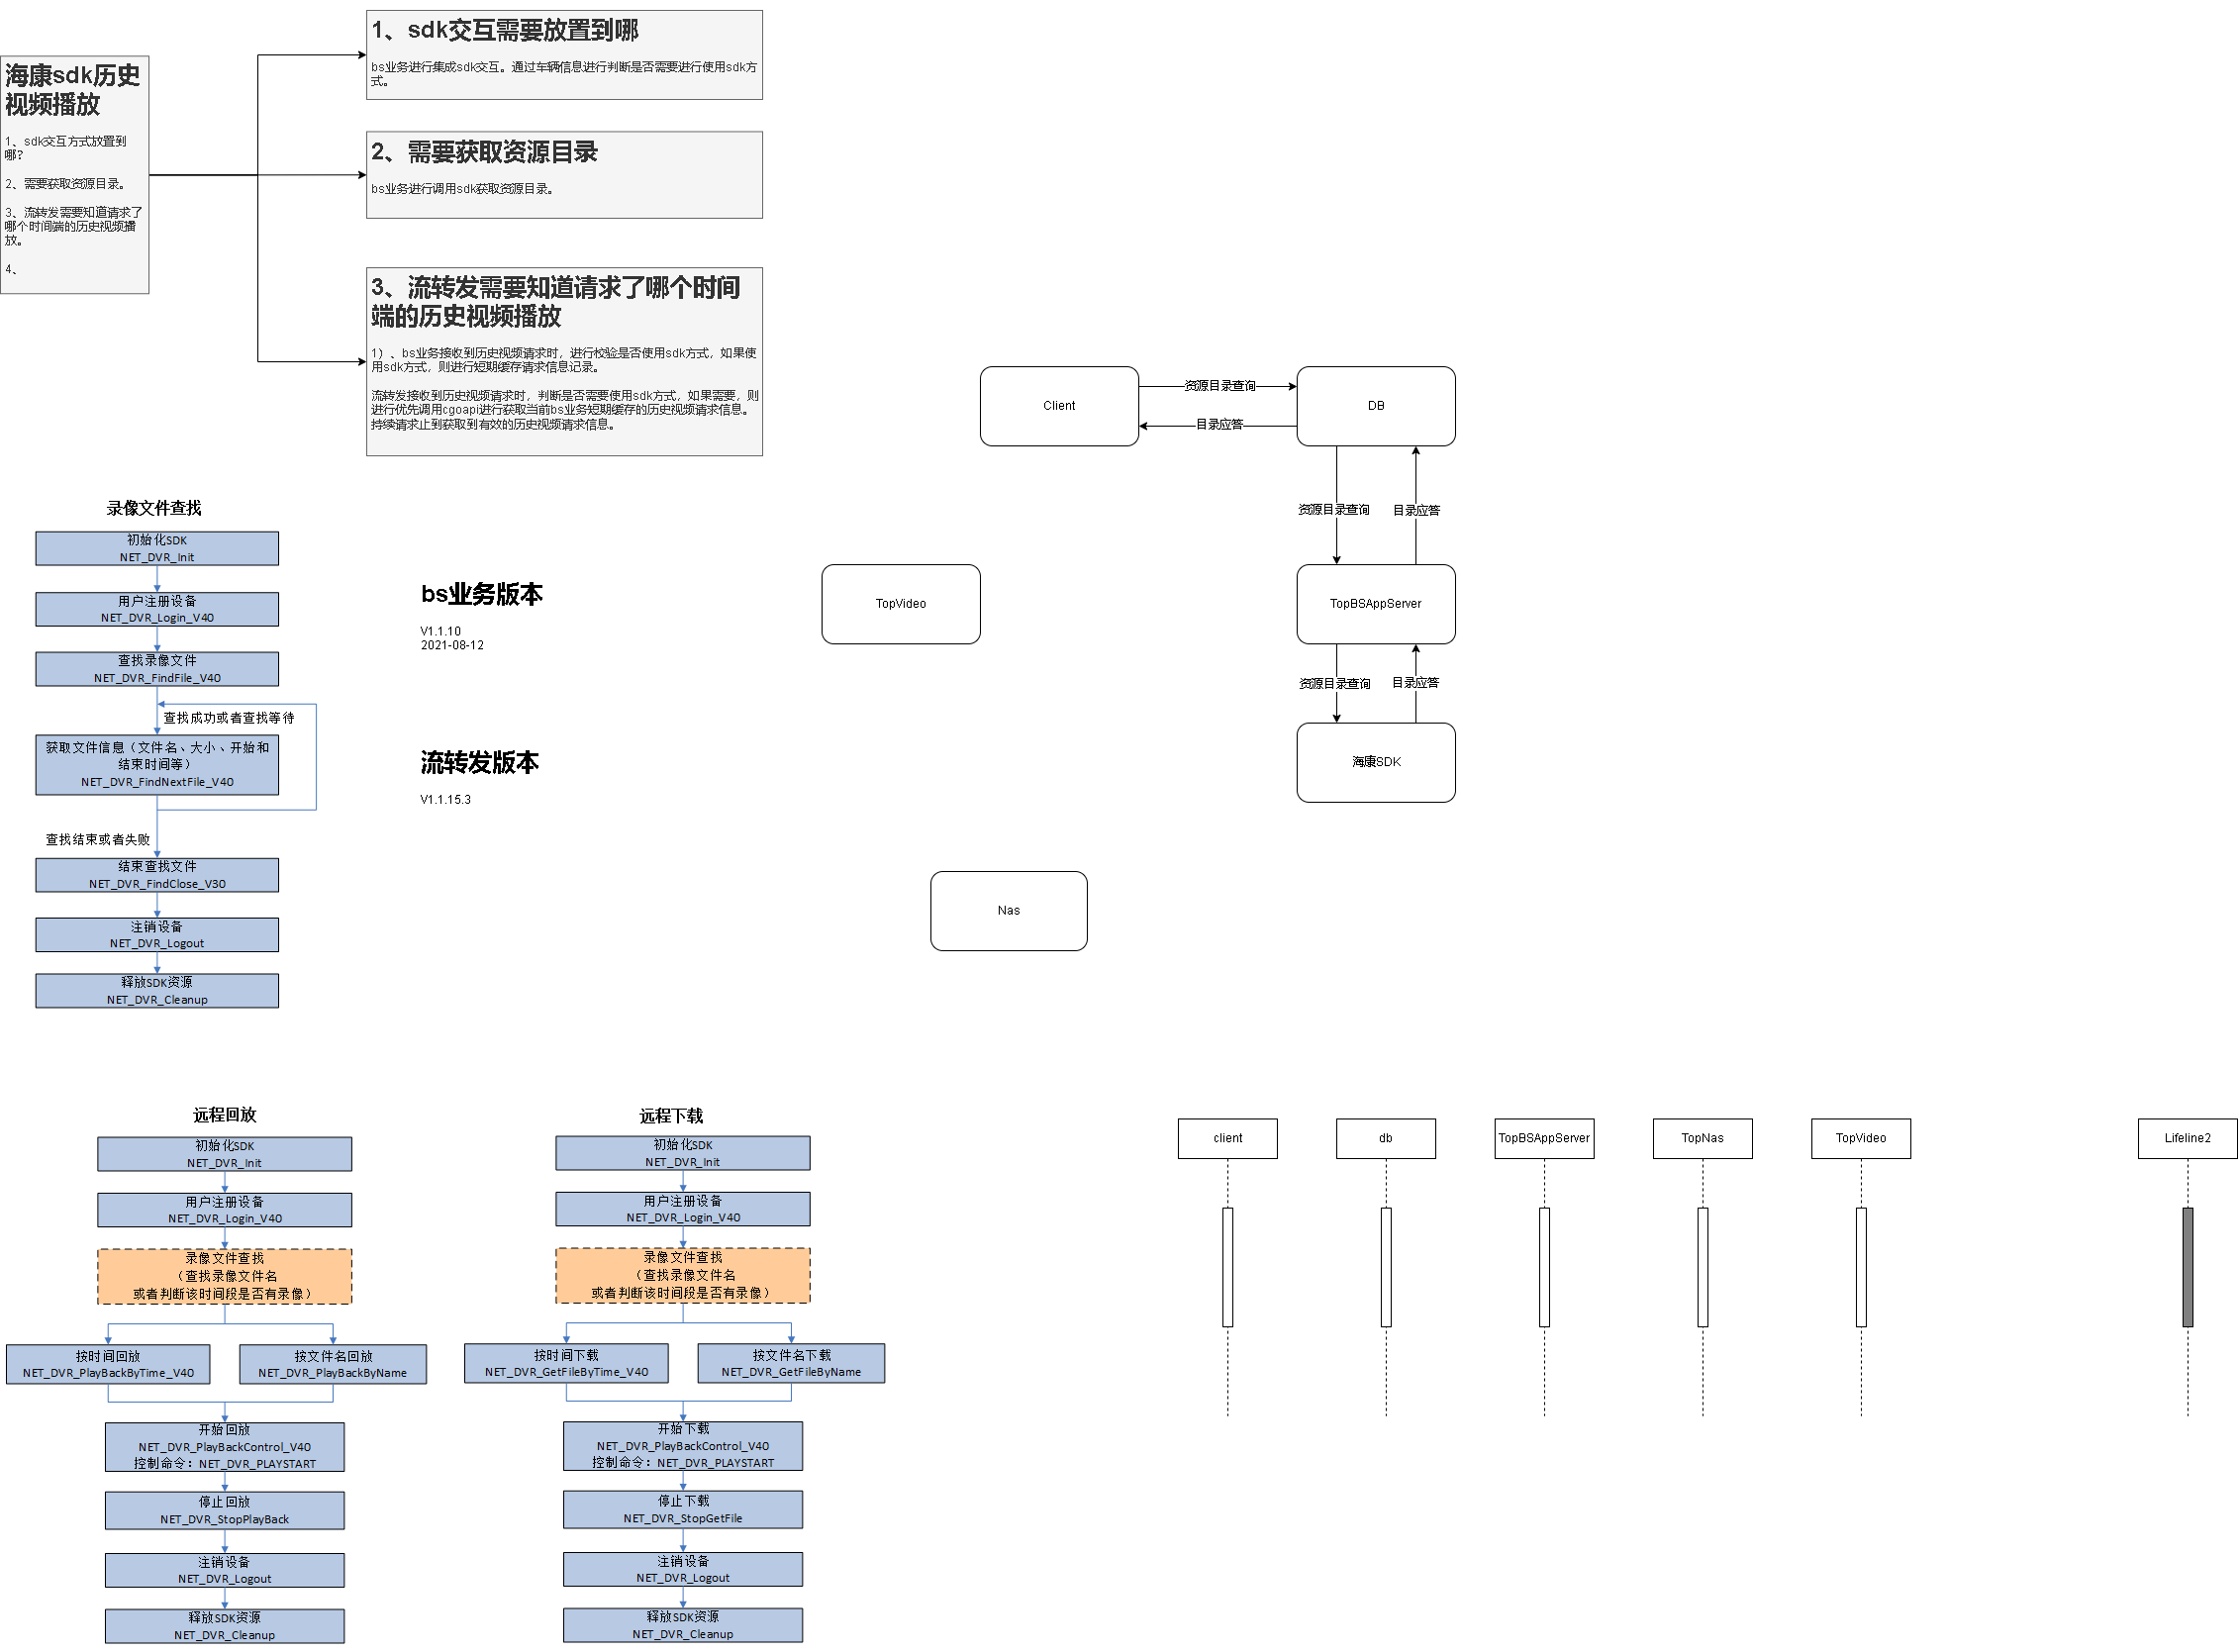 海康sdk历史
视频播放
1、sdk交互方式放置到
哪?
2、需要获取资源目录。
3、流转发需要知道请求了
哪个时间端的历史视频播
放。
4、
1、sdk交互需要放置到哪
bs业务进行集成sdk交互。通过车辆信息进行判断是否需要进行使用sdk方
式。
2、需要获取资源目录
bs业务进行调用sdk获取资源目录。
3、流转发需要知道请求了哪个时间
端的历史视频播放
1）、bs业务接收到历史视频请求时，进行校验是否使用sdk方式，如果使
用sdk方式，则进行短期缓存请求信息记录。
流转发接收到历史视频请求时，判断是否需要使用sdk方式，如果需要，则
进行优先调用cgoapi进行获取当前bs业务短期缓存的历史视频请求信息。
持续请求止到获取到有效的历史视频请求信息。
Client
资源目录查询
目录应答
DB
资源目录查询
目录应答
TopVideo
TopBSAppServer
资源目录查询
目录应答
海康SDK
Nas
录像文件查找
初始化SDK
NET_DVR_Init
用户注册设备
NET_DVR_Login_V40
查找录像文件
NET_DVR_FindFile_V40
查找成功或者查找等待
获取文件信息（文件名、大小、开始和
结束时间等）
NET_DVR_FindNextFile_V40
查找结束或者失败
结束查找文件
NET_DVR_FindClose_V30
注销设备
NET_DVR_Logout
释放SDK资源
NET_DVR_Cleanup
bs业务版本
V1.1.10
2021-08-12
流转发版本
V1.1.15.3
远程回放
初始化SDK
NET_DVR_Init
用户注册设备
NET_DVR_Login_V40
录像文件查找
（查找录像文件名
或者判断该时间段是否有录像）
按时间回放
NET_DVR_PlayBackByTime_V40
按文件名回放
NET_DVR_PlayBackByName
开始回放
NET_DVR_PlayBackControl_V40
控制命令：NET_DVR_PLAYSTART
停止回放
NET_DVR_StopPlayBack
注销设备
NET_DVR_Logout
释放SDK资源
NET_DVR_Cleanup
远程下载
初始化SDK
NET_DVR_Init
用户注册设备
NET_DVR_Login_V40
录像文件查找
（查找录像文件名
或者判断该时间段是否有录像）
按时间下载
NET_DVR_GetFileByTime_V40
按文件名下载
NET_DVR_GetFileByName
开始下载
NET_DVR_PlayBackControl_V40
控制命令：NET_DVR_PLAYSTART
停止下载
NET_DVR_StopGetFile
注销设备
NET_DVR_Logout
释放SDK资源
NET_DVR_Cleanup
client
db
TopBSAppServer
TopNas
TopVideo
Lifeline2